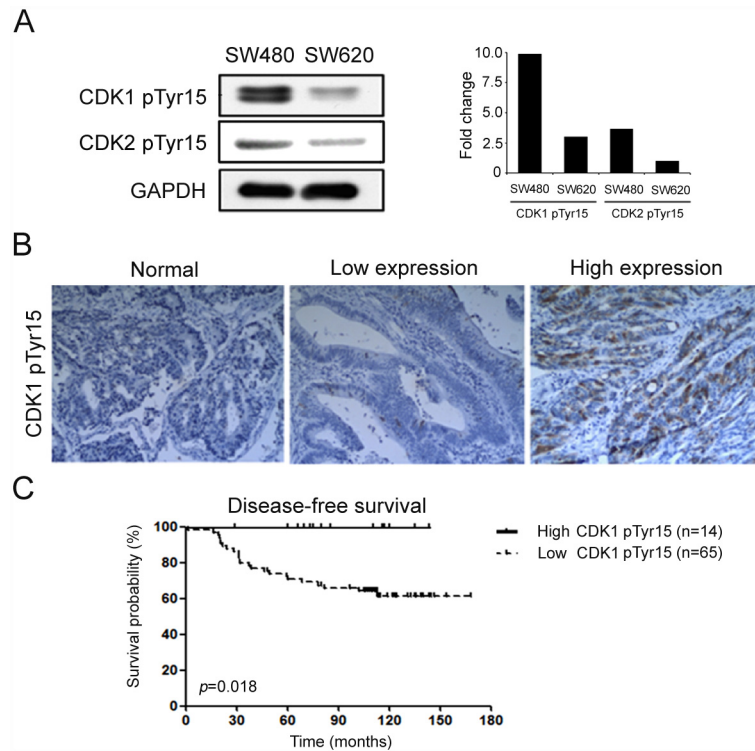 A
SW480 SW620
CDK1 pTyr15
CDK2 pTyr15
GAPDH
Fold change
10.0
7.5
5.0
2.5
0
SW480 SW620 SW480 SW620
CDK1 pTyr15 CDK2 pTyr15
B
Normal Low expression High expression
CDK1 pTyr15
C
Disease-free survival
Survival probability (%)
100
80
60
40
20
0
p=0.018
0 30 60 90 120 150 180
Time (months)
High CDK1 pTyr15 (n=14)
Low CDK1 pTyr15 (n=65)